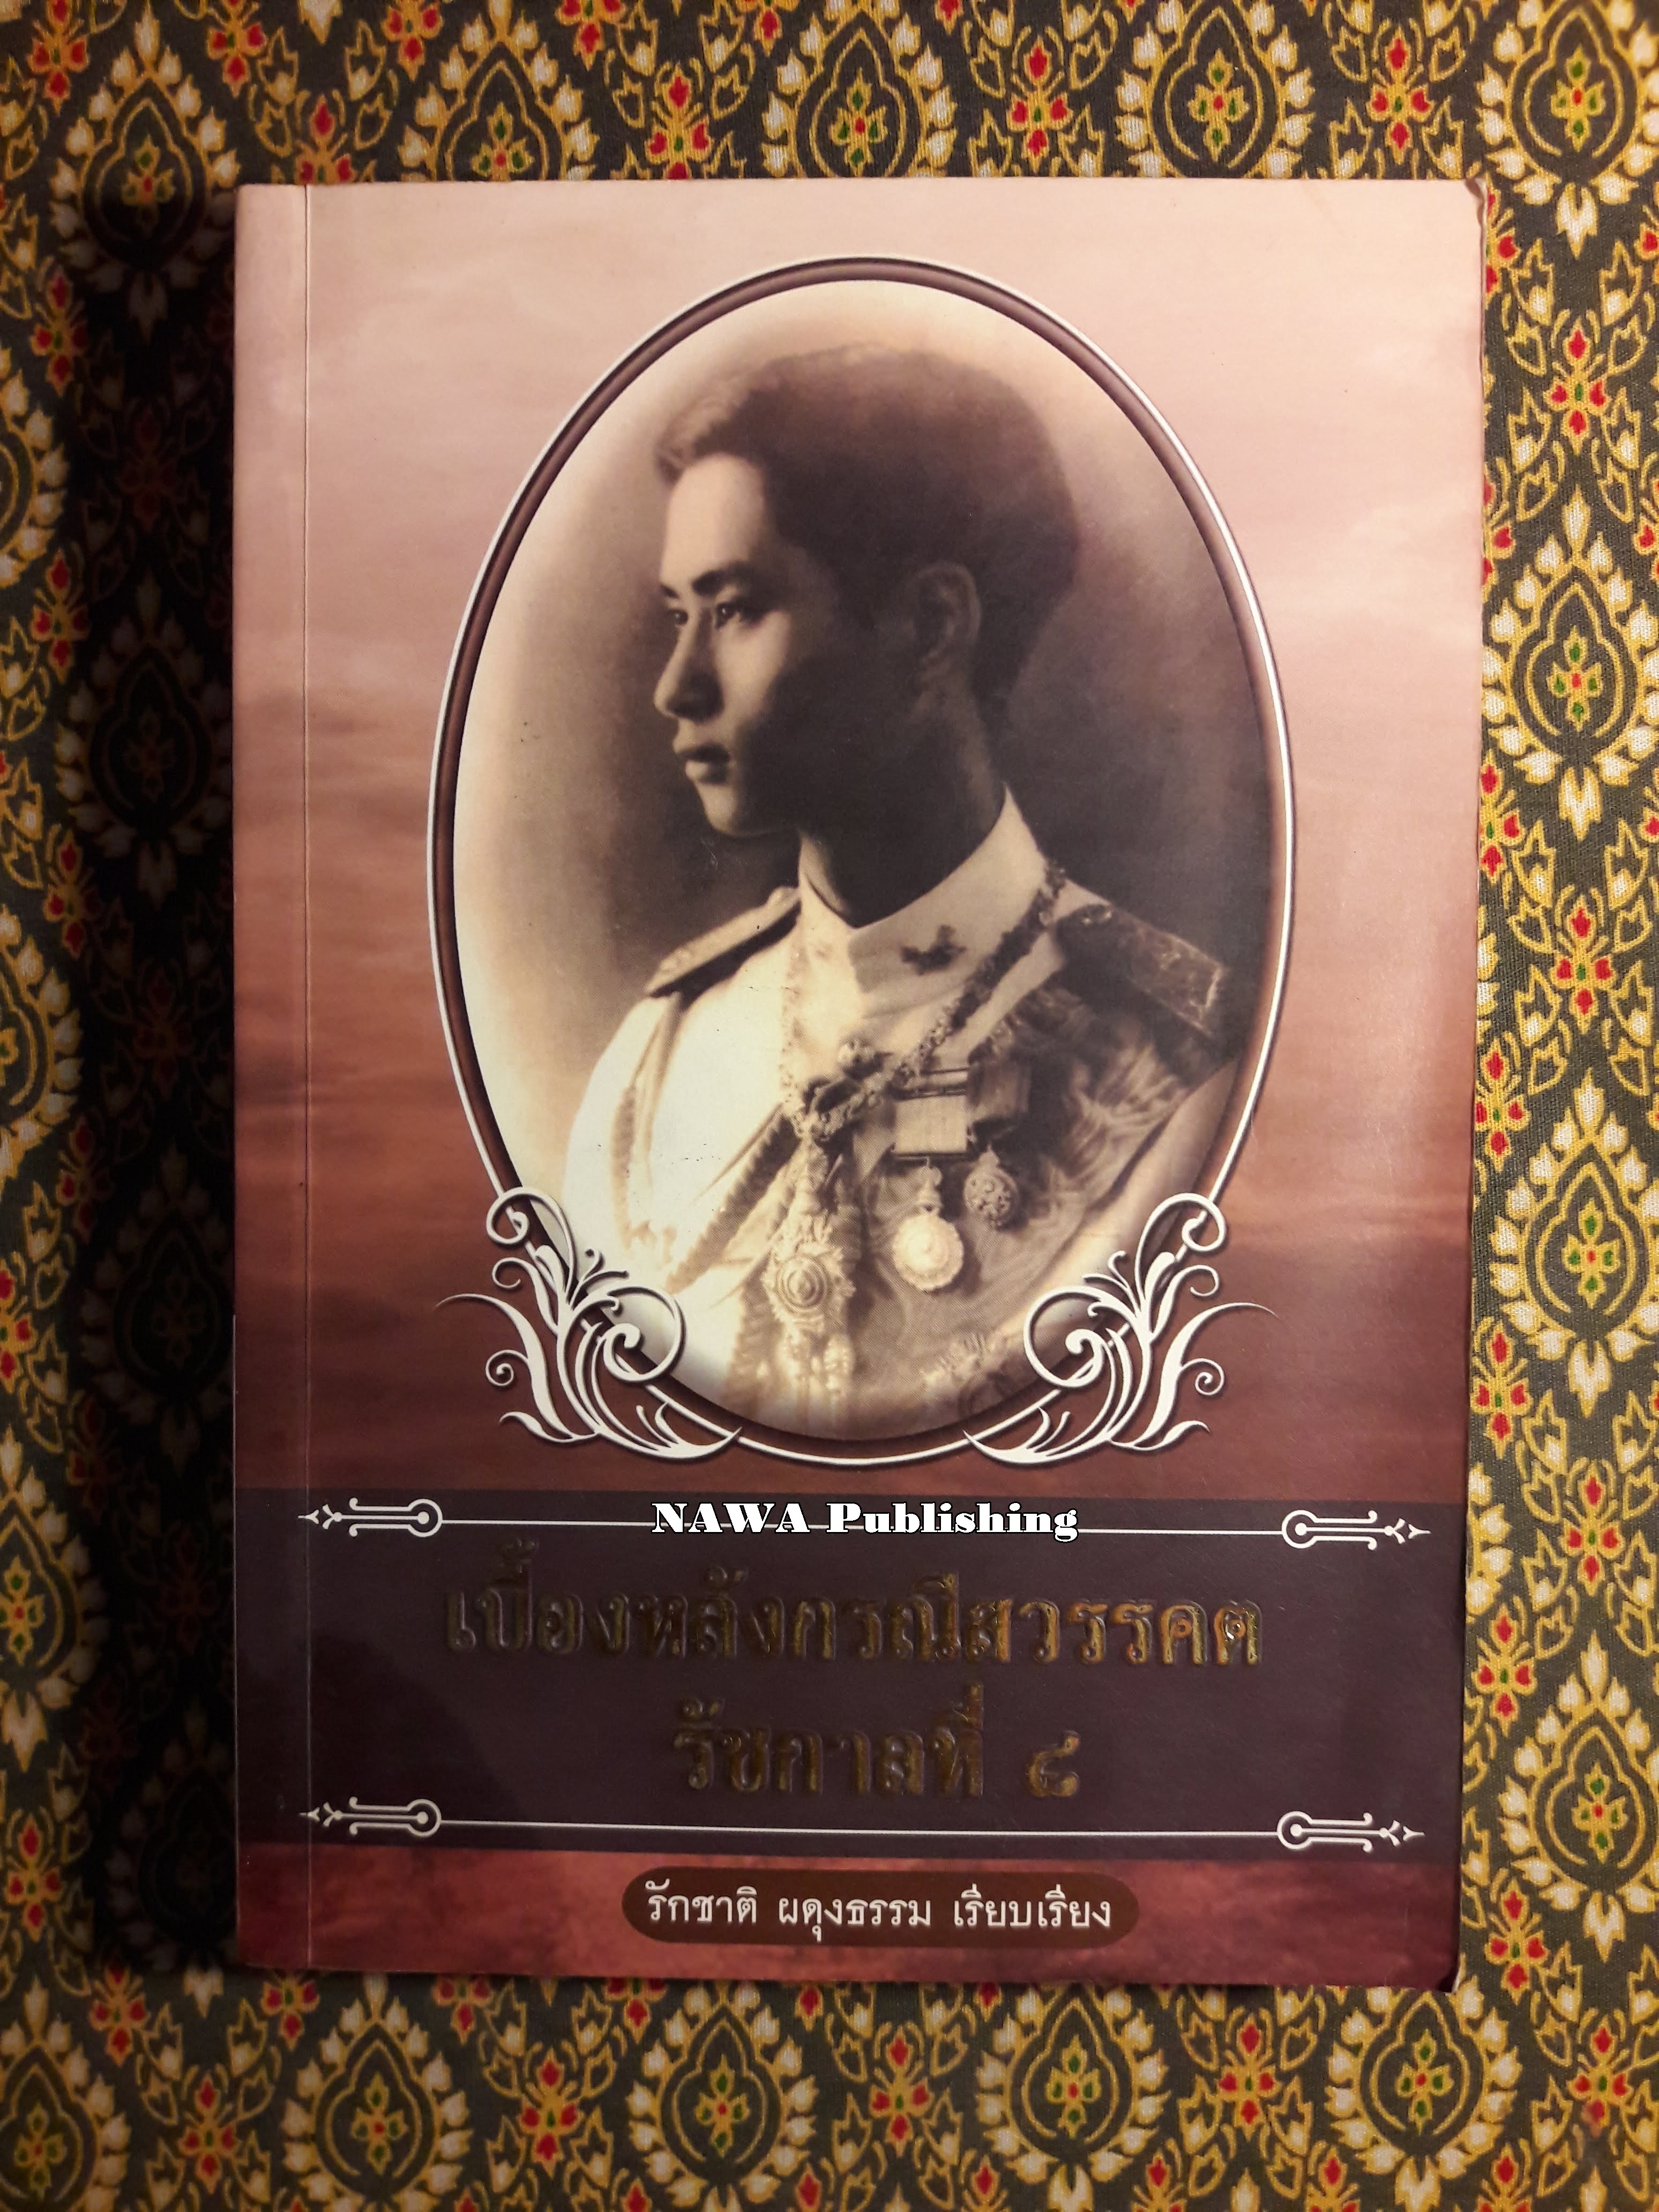 NAWA Publishing
เบื้องหลังกรณีสวรรคต
รัชกาลที่ ๘
รักชาติ ผดุงธรรม เรียบเรียง